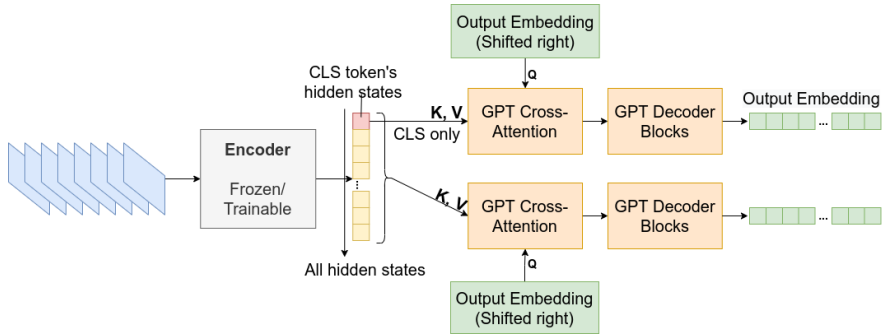 Output Embedding
(Shifted right)
Q
CLS token's
hidden states
K, V
CLS only
GPT Cross-
Attention
GPT Decoder
Blocks
Output Embedding
...
Encoder
Frozen/
Trainable
...
K, V
GPT Cross-
Attention
GPT Decoder
Blocks
...
All hidden states
Q
Output Embedding
(Shifted right)